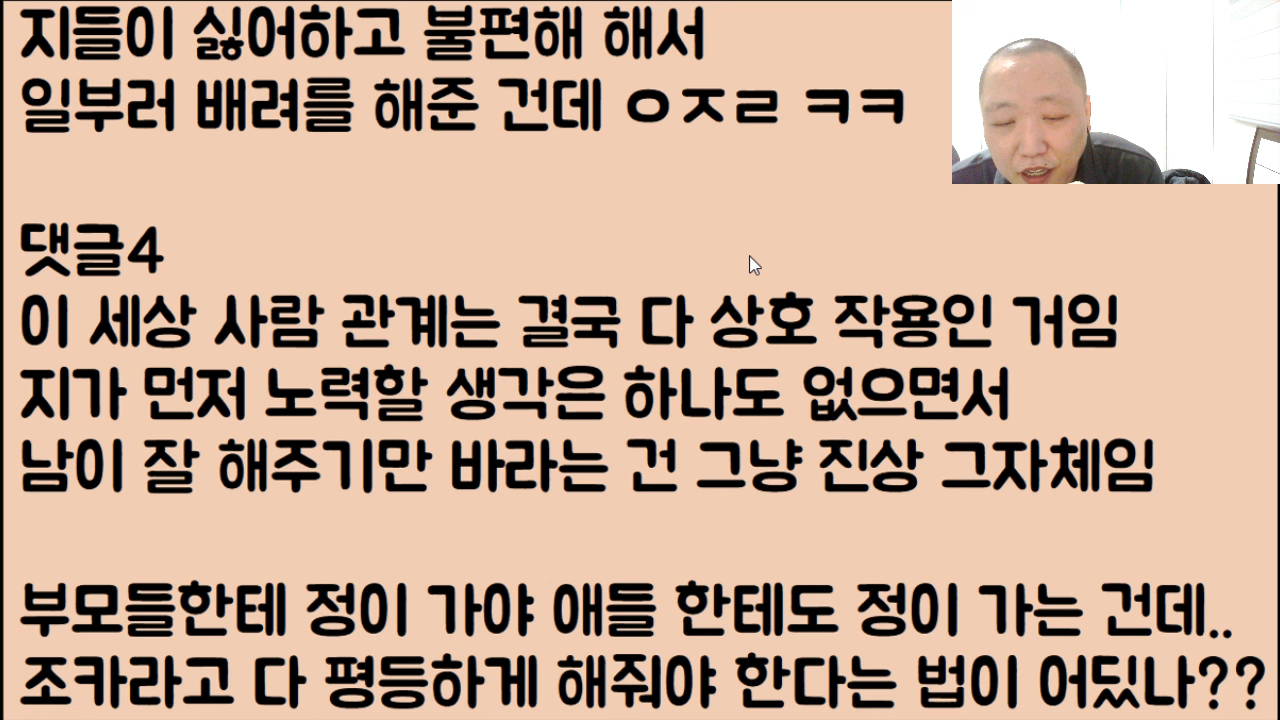 지들이 싫어하고 불편해 해서
일부러 배려를 해준 건데 ㅇㅈㄹ ㅋㅋ
댓글4
이 세상 사람 관계는 결국 다 상호 작용인 거임
지가 먼저 노력할 생각은 하나도 없으면서
남이 잘 해주기만 바라는 건 그냥 진상 그자체임
부모들한테 정이 가야 애들 한테도 정이 가는 건데..
조카라고 다 평등하게 해줘야 한다는 법이 어딨나??